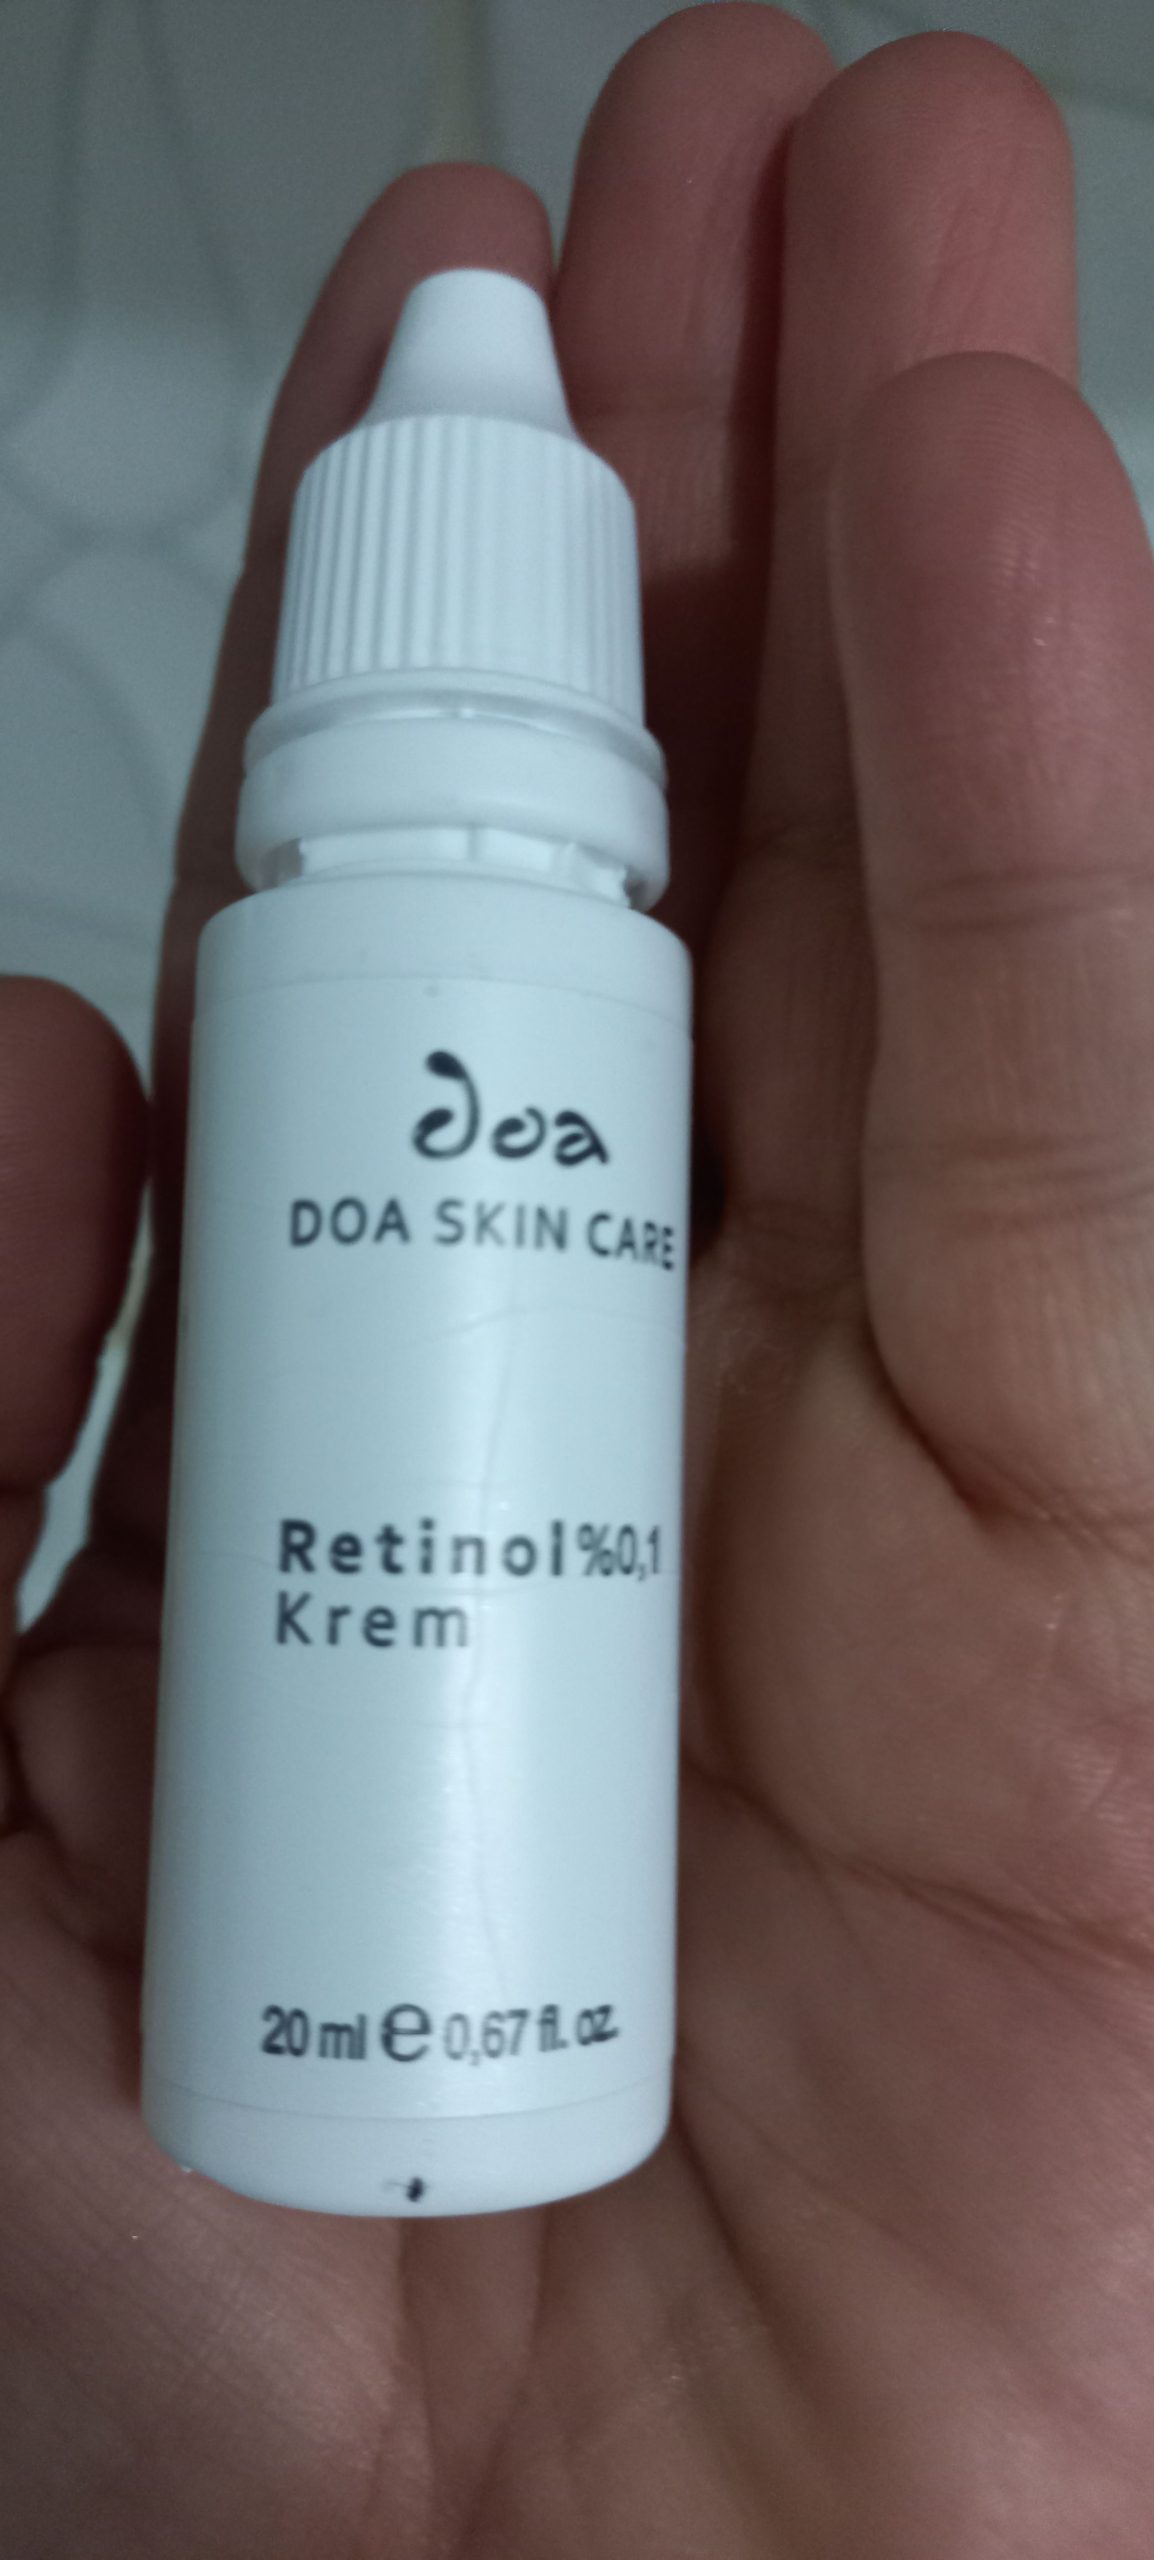 doa
DOA SKIN CARE
Retinol %0,1
Krem
20 ml e 0,67 fl. oz.